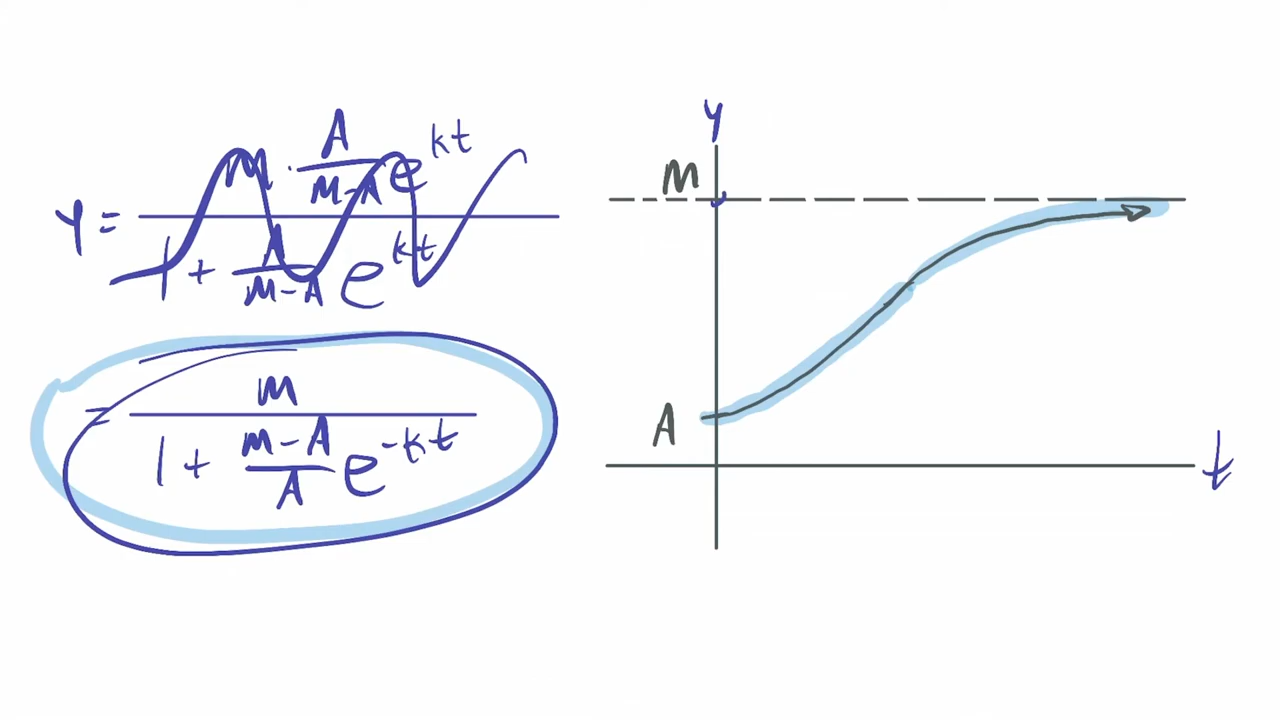 y = (M · A/(M-A) e^kt) / (1 + A/(M-A) e^kt)
= M / (1 + (M-A)/A e^-kt)
y
M
A
t